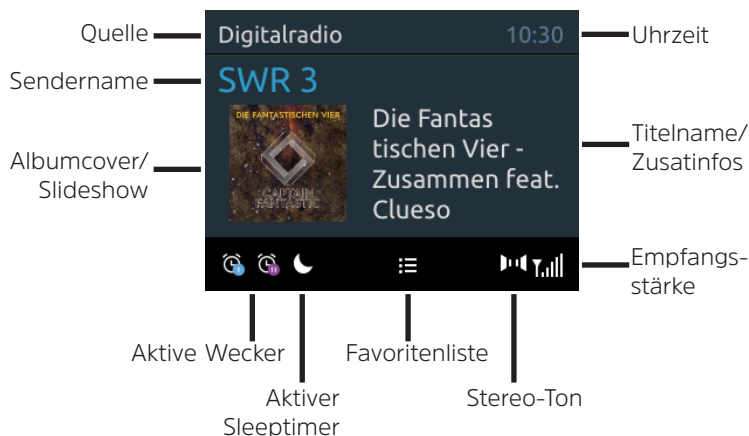 Quelle
Digitalradio
10:30
Uhrzeit
Sendername
SWR 3
Albumcover/
Slideshow
DIE FANTASTISCHEN VIER
CAPTAIN
FANTASTIC
Die Fantas
tischen Vier -
Zusammen feat.
Clueso
Titelname/
Zusatinfos
Empfangs-
stärke
Aktive Wecker
Favoritenliste
Aktiver
Sleeptimer
Stereo-Ton